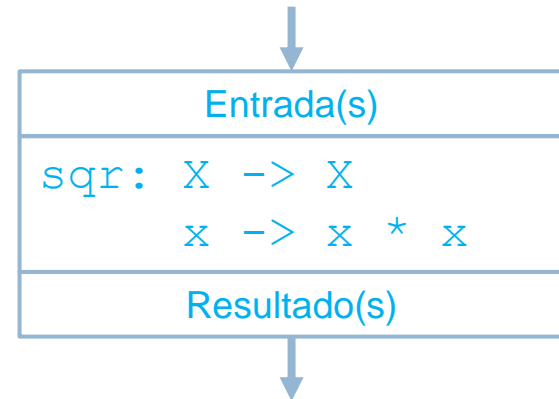 Entrada(s)
sqr: X -> X
x -> x * x
Resultado(s)